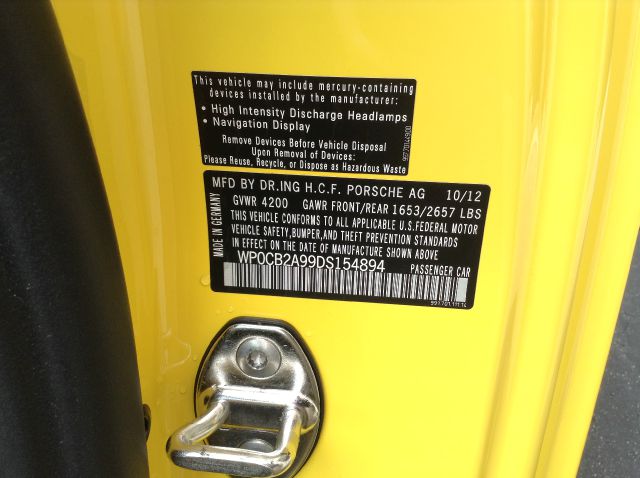 This vehicle may include mercury-containing
devices installed by the manufacturer:
• High Intensity Discharge Headlamps
• Navigation Display
Remove Devices Before Vehicle Disposal
Upon Removal of Devices:
Please Reuse, Recycle, or Dispose as Hazardous Waste
MADE IN GERMANY
MFD BY DR.ING H.C.F. PORSCHE AG 10/12
GVWR 4200 GAWR FRONT/REAR 1653/2657 LBS
THIS VEHICLE CONFORMS TO ALL APPLICABLE U.S.FEDERAL MOTOR
VEHICLE SAFETY,BUMPER,AND THEFT PREVENTION STANDARDS
IN EFFECT ON THE DATE OF MANUFACTURE SHOWN ABOVE
WP0CB2A99DS154894 PASSENGER CAR